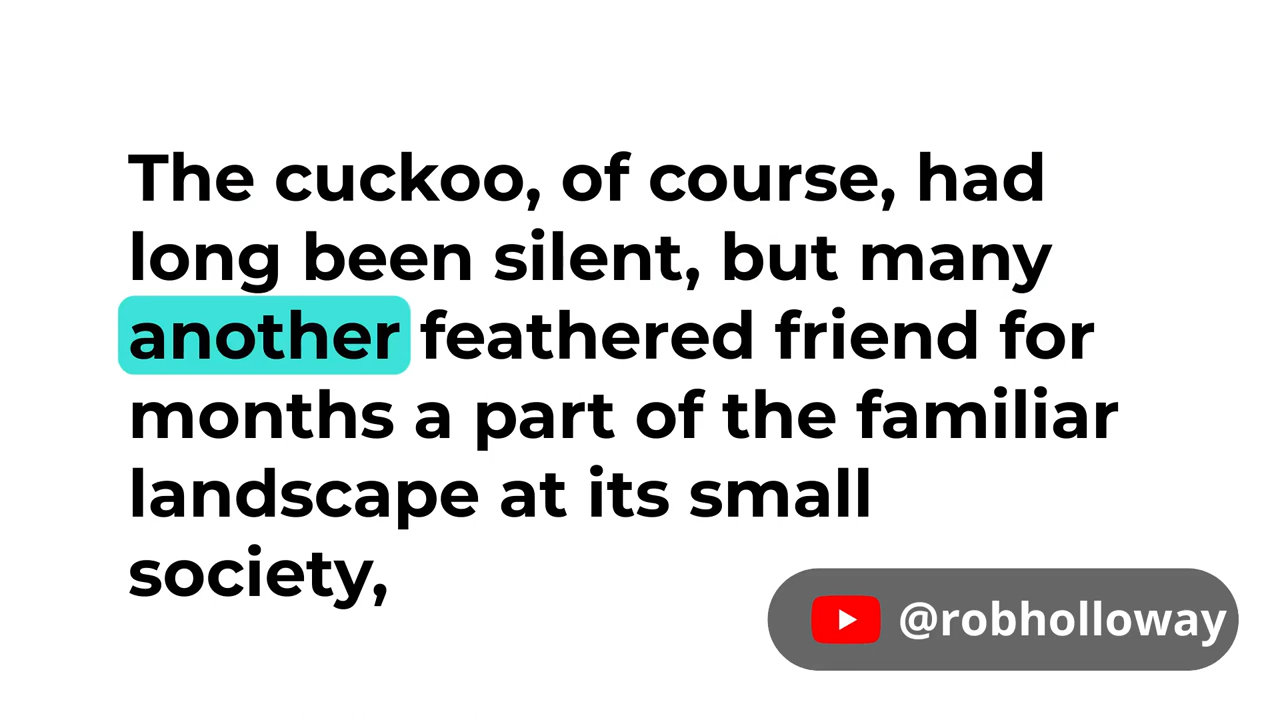 The cuckoo, of course, had
long been silent, but many
another feathered friend for
months a part of the familiar
landscape at its small
society,
@robholloway